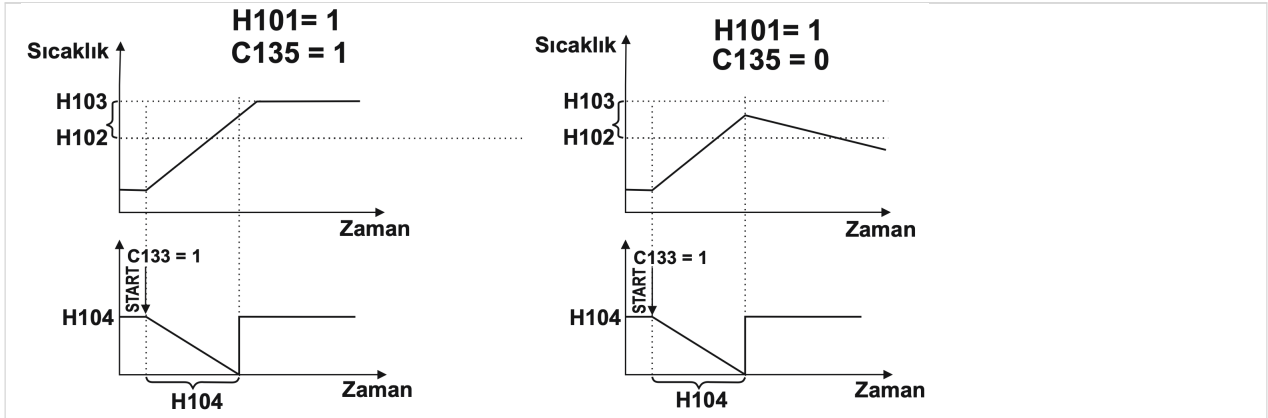 H101= 1
C135 = 1
Sıcaklık
H103
H102
Zaman
C133 = 1
START
H104
Zaman
H104
H101= 1
C135 = 0
Sıcaklık
H103
H102
Zaman
C133 = 1
START
H104
Zaman
H104